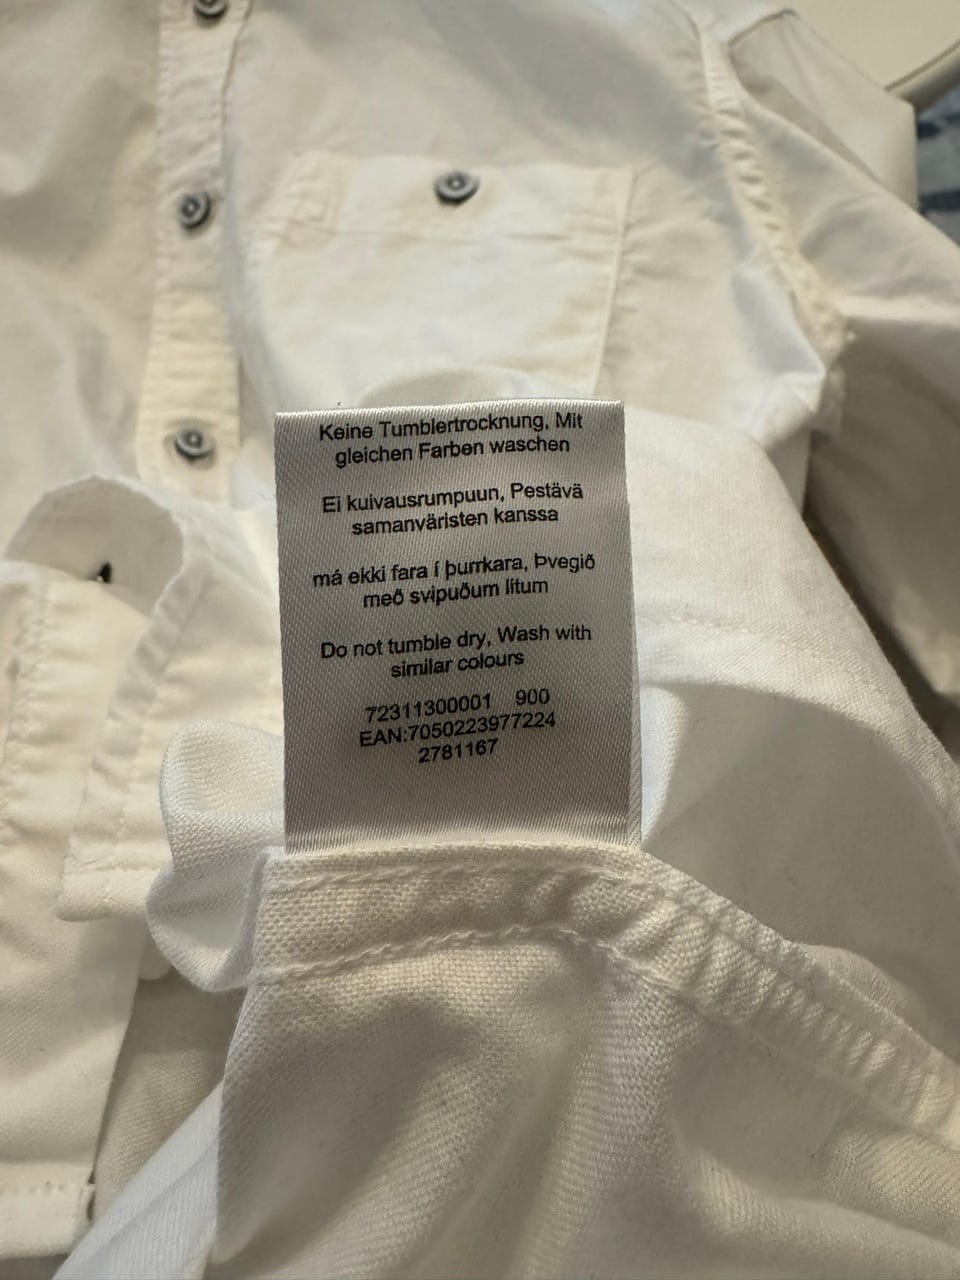 Keine Tumblertrocknung, Mit
gleichen Farben waschen
Ei kuivausrumpuun, Pestävä
samanväristen kanssa
má ekki fara í þurrkara, Þvegið
með svipuðum litum
Do not tumble dry, Wash with
similar colours
72311300001 900
EAN:7050223977224
2781167